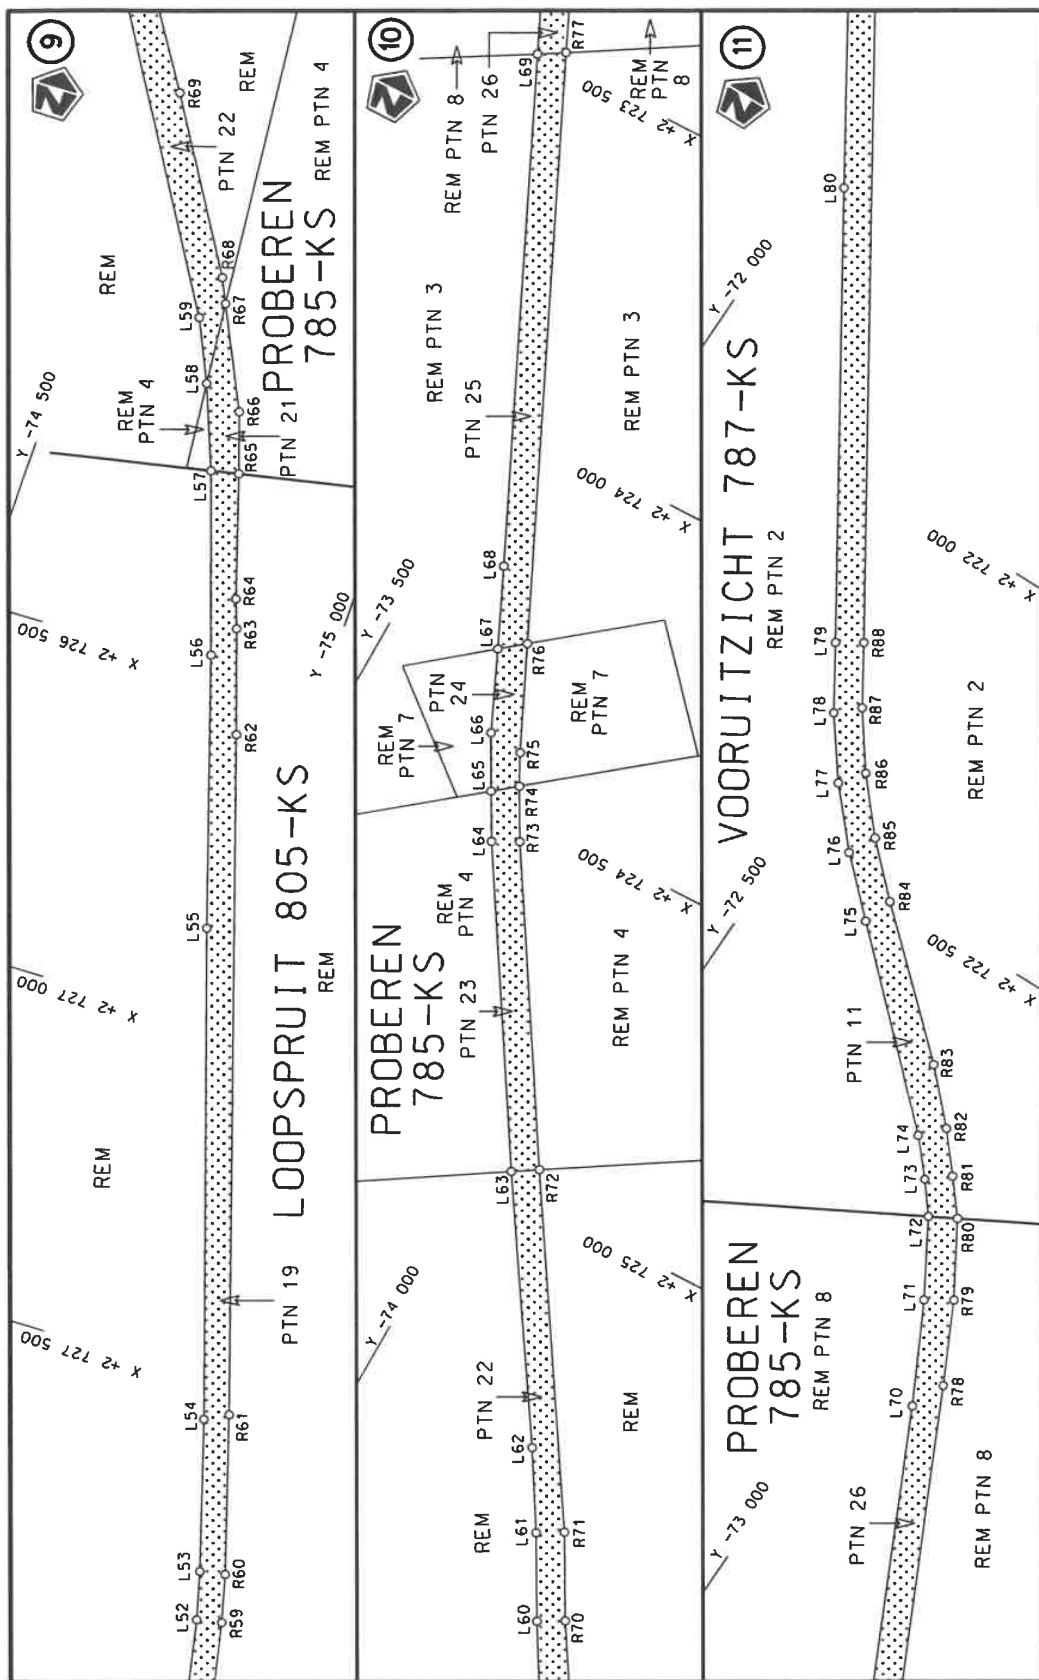 9
N
L52
L53
L54
L55
L56
L57
L58
L59
R59
R60
R61
R62
R63
R64
R65
R66
R67
R68
R69
X +2 727 500
X +2 727 000
X +2 726 500
Y -74 500
Y -75 000
REM
PTN 19
LOOPSPRUIT 805-KS
REM
REM
PTN 4
REM
PTN 21
PTN 22
REM
PROBEREN
785-KS
REM PTN 4
10
N
L60
L61
L62
L63
L64
L65
L66
L67
L68
L69
R70
R71
R72
R73
R74
R75
R76
R77
Y -74 000
Y -73 500
X +2 725 000
X +2 724 500
X +2 724 000
X +2 723 500
REM
PTN 22
REM
PROBEREN
785-KS
PTN 23
REM
PTN 4
REM PTN 4
REM
PTN 7
PTN
24
REM
PTN 7
REM PTN 3
PTN 25
REM PTN 3
REM PTN 8
PTN 26
REM
PTN
8
11
N
L70
L71
L72
L73
L74
L75
L76
L77
L78
L79
L80
R78
R79
R80
R81
R82
R83
R84
R85
R86
R87
R88
Y -73 000
Y -72 500
Y -72 000
X +2 722 500
X +2 722 000
PTN 26
PROBEREN
785-KS
REM PTN 8
REM PTN 8
PTN 11
VOORUITZICHT 787-KS
REM PTN 2
REM PTN 2